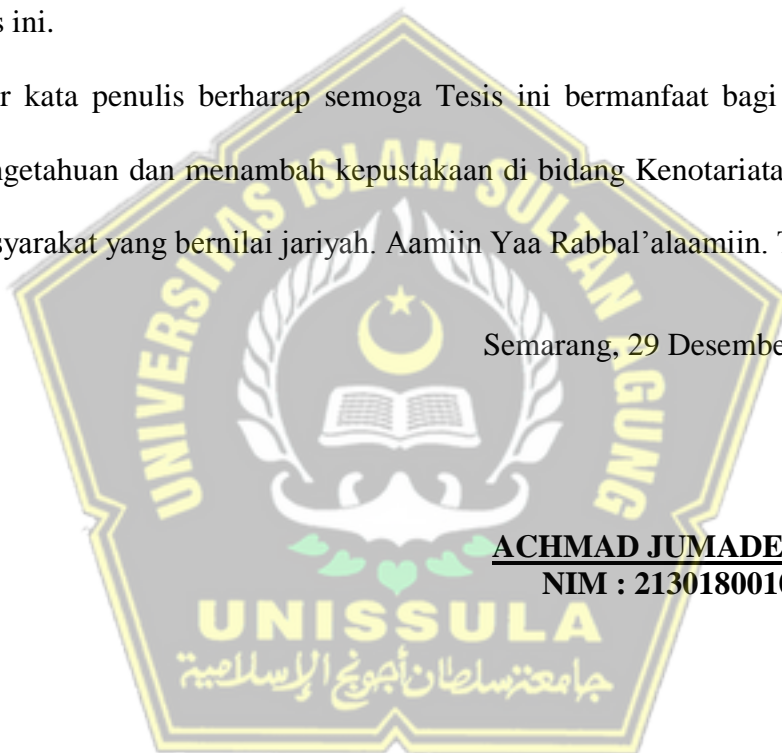 s ini.
r kata penulis berharap semoga Tesis ini bermanfaat bagi
ngetahuan dan menambah kepustakaan di bidang Kenotariata
syarakat yang bernilai jariyah. Aamiin Yaa Rabbal’alaamiin. T
Semarang, 29 Desembe
ACHMAD JUMADE
NIM : 2130180010
UNIVERSITAS ISLAM SULTAN AGUNG
UNISSULA
جامعة سلطان أجونج الإسلامية